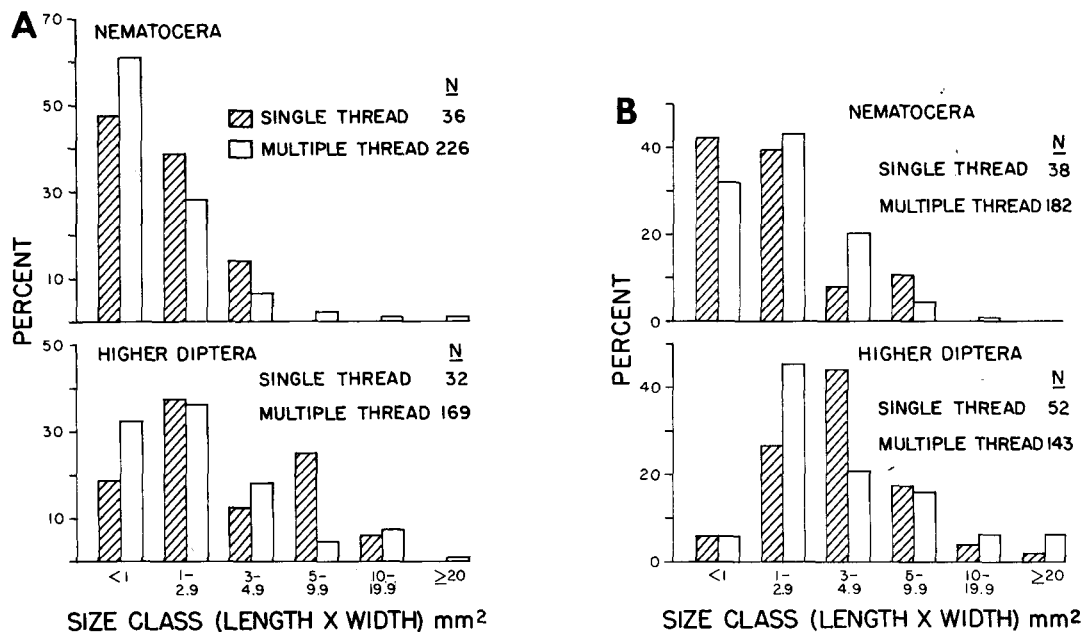 A
NEMATOCERA
N
SINGLE THREAD 36
MULTIPLE THREAD 226
70
50
30
10
PERCENT
HIGHER DIPTERA
N
SINGLE THREAD 32
MULTIPLE THREAD 169
50
30
10
<1
1-2.9
3-4.9
5-9.9
10-19.9
≥20
SIZE CLASS (LENGTH X WIDTH) mm²
B
NEMATOCERA
N
SINGLE THREAD 38
MULTIPLE THREAD 182
40
20
0
PERCENT
HIGHER DIPTERA
N
SINGLE THREAD 52
MULTIPLE THREAD 143
40
20
0
<1
1-2.9
3-4.9
5-9.9
10-19.9
≥20
SIZE CLASS (LENGTH X WIDTH) mm²